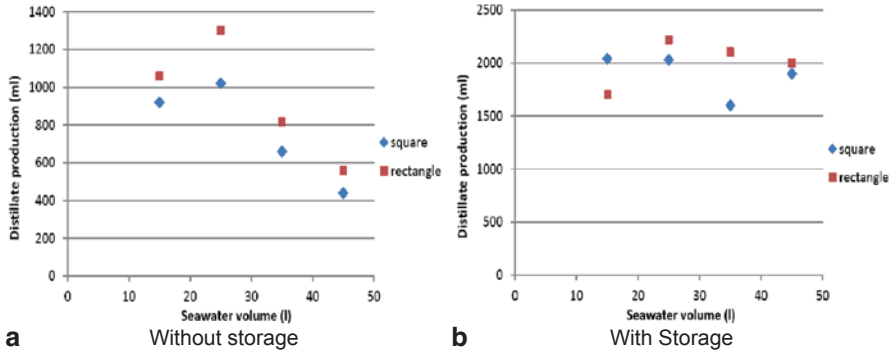 1400
1200
1000
800
600
400
200
0
0 10 20 30 40 50
Distillate production (ml)
Seawater volume (l)
square
rectangle
a Without storage
2500
2000
1500
1000
500
0
0 10 20 30 40 50
Distillate production (ml)
Seawater volume (l)
square
rectangle
b With Storage